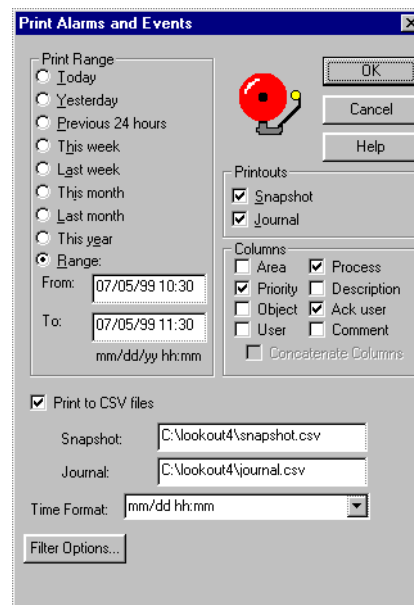 Print Alarms and Events
Print Range
Today
Yesterday
Previous 24 hours
This week
Last week
This month
Last month
This year
Range:
From: 07/05/99 10:30
To: 07/05/99 11:30
mm/dd/yy hh:mm
OK
Cancel
Help
Printouts
Snapshot
Journal
Columns
Area Process
Priority Description
Object Ack user
User Comment
Concatenate Columns
Print to CSV files
Snapshot: C:\lookout4\snapshot.csv
Journal: C:\lookout4\journal.csv
Time Format: mm/dd hh:mm
Filter Options...